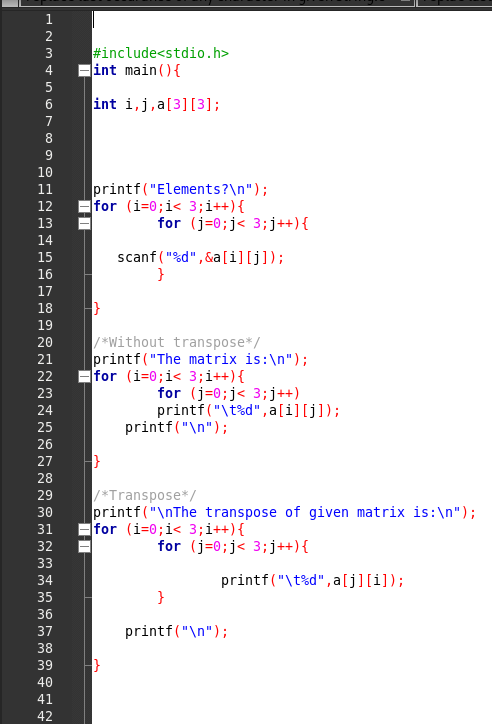 1
2
3 #include<stdio.h>
4 int main(){
5
6 int i,j,a[3][3];
7
8
9
10
11 printf("Elements?\n");
12 for (i=0;i< 3;i++){
13         for (j=0;j< 3;j++){
14
15    scanf("%d",&a[i][j]);
16         }
17
18 }
19
20 /*Without transpose*/
21 printf("The matrix is:\n");
22 for (i=0;i< 3;i++){
23         for (j=0;j< 3;j++)
24         printf("\t%d",a[i][j]);
25     printf("\n");
26
27 }
28
29 /*Transpose*/
30 printf("\nThe transpose of given matrix is:\n");
31 for (i=0;i< 3;i++){
32         for (j=0;j< 3;j++){
33
34                 printf("\t%d",a[j][i]);
35         }
36
37     printf("\n");
38
39 }
40
41
42